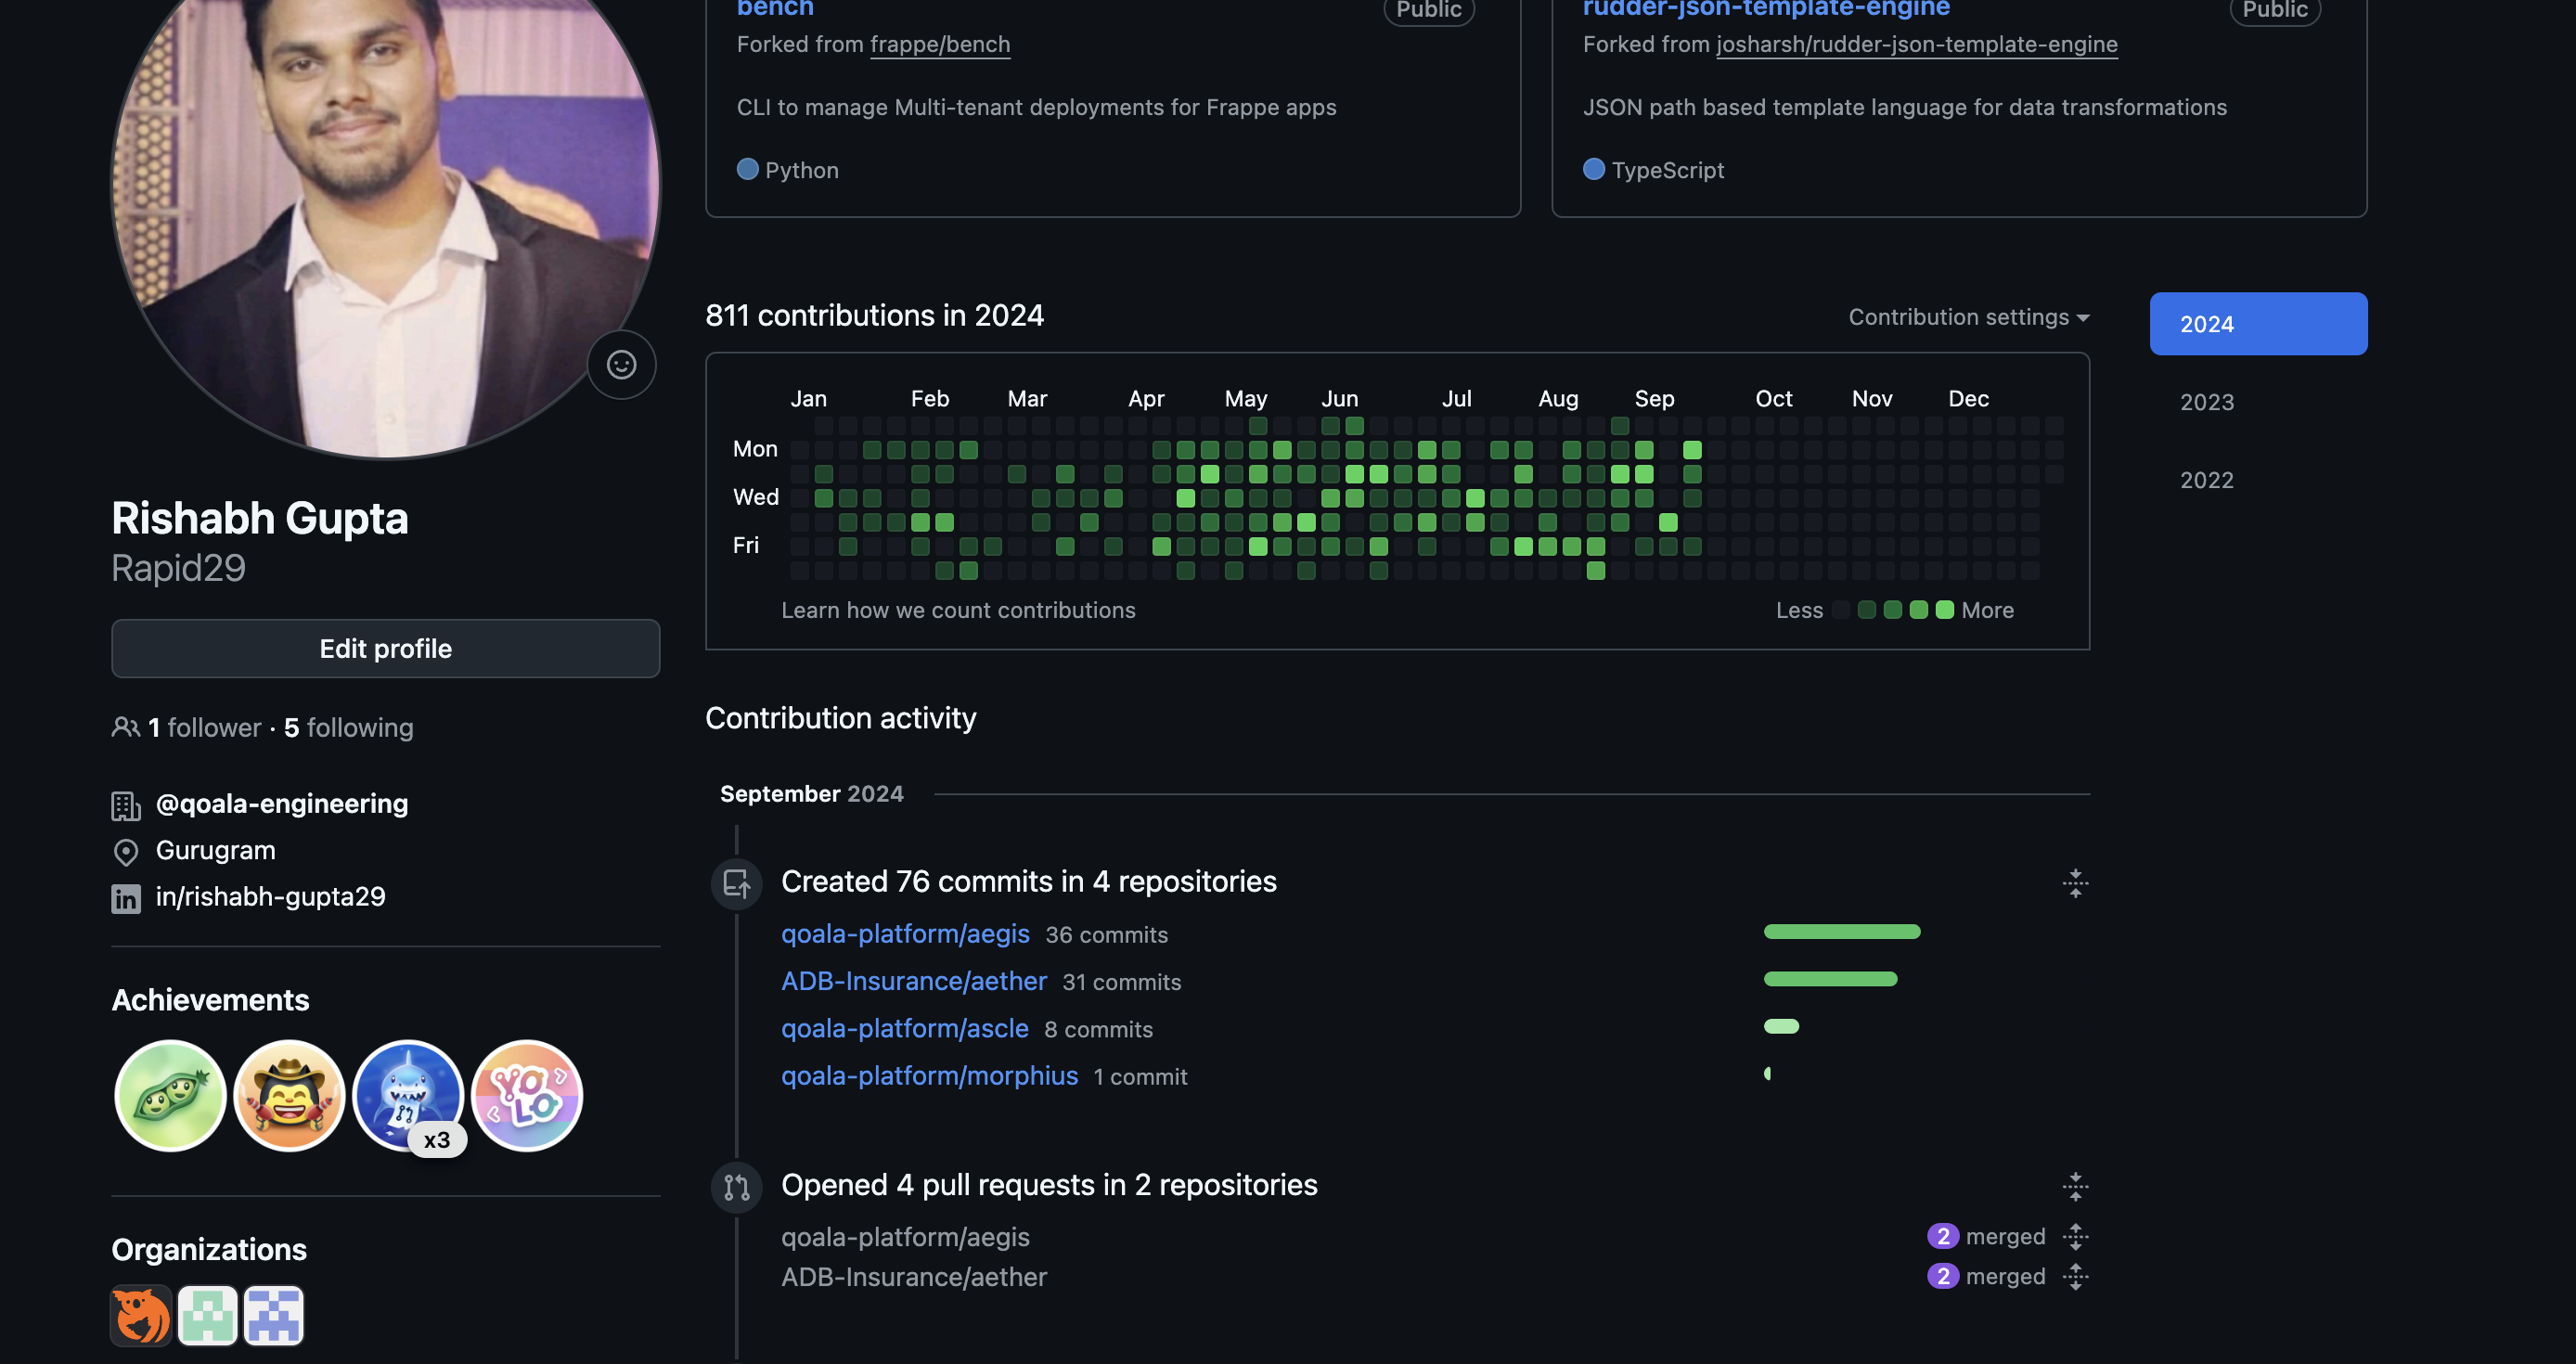 bench
Public
Forked from frappe/bench
CLI to manage Multi-tenant deployments for Frappe apps
Python
rudder-json-template-engine
Public
Forked from josharsh/rudder-json-template-engine
JSON path based template language for data transformations
TypeScript
Rishabh Gupta
Rapid29
Edit profile
1 follower · 5 following
@qoala-engineering
Gurugram
in/rishabh-gupta29
Achievements
x3
YOLO
Organizations
811 contributions in 2024
Contribution settings
2024
2023
2022
Jan Feb Mar Apr May Jun Jul Aug Sep Oct Nov Dec
Mon
Wed
Fri
Learn how we count contributions
Less More
Contribution activity
September 2024
Created 76 commits in 4 repositories
qoala-platform/aegis 36 commits
ADB-Insurance/aether 31 commits
qoala-platform/ascle 8 commits
qoala-platform/morphius 1 commit
Opened 4 pull requests in 2 repositories
qoala-platform/aegis 2 merged
ADB-Insurance/aether 2 merged